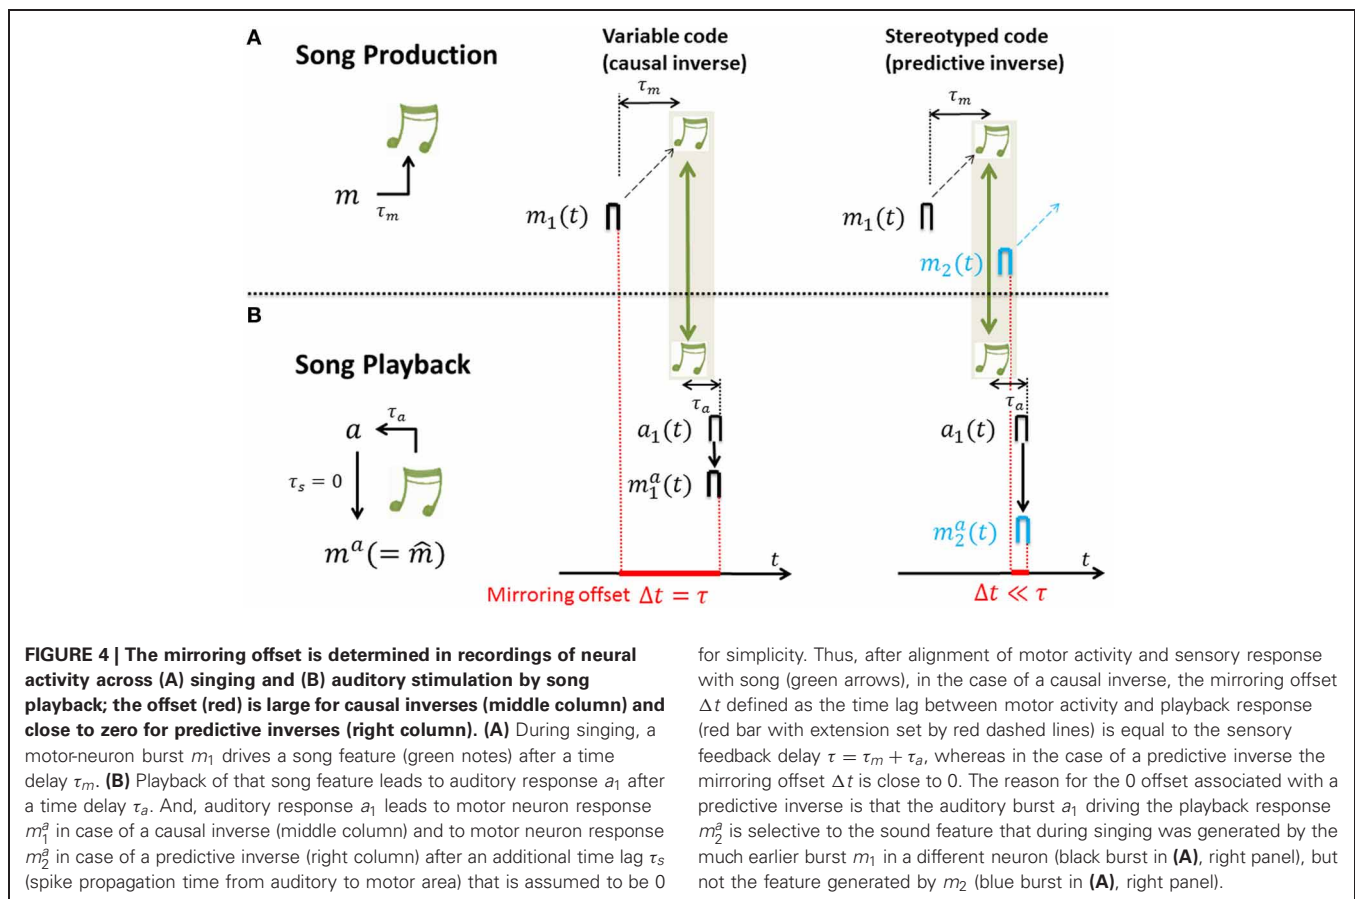 A
Song Production
m
τm
Variable code
(causal inverse)
τm
m1(t)
Stereotyped code
(predictive inverse)
τm
m1(t)
m2(t)
B
Song Playback
τa
a
τs = 0
mᵃ(= m̂)
τa
a1(t)
m1ᵃ(t)
t
Mirroring offset Δt = τ
τa
a1(t)
m2ᵃ(t)
t
Δt ≪ τ
FIGURE 4 | The mirroring offset is determined in recordings of neural
activity across (A) singing and (B) auditory stimulation by song
playback; the offset (red) is large for causal inverses (middle column) and
close to zero for predictive inverses (right column). (A) During singing, a
motor-neuron burst m1 drives a song feature (green notes) after a time
delay τm. (B) Playback of that song feature leads to auditory response a1 after
a time delay τa. And, auditory response a1 leads to motor neuron response
m1ᵃ in case of a causal inverse (middle column) and to motor neuron response
m2ᵃ in case of a predictive inverse (right column) after an additional time lag τs
(spike propagation time from auditory to motor area) that is assumed to be 0
for simplicity. Thus, after alignment of motor activity and sensory response
with song (green arrows), in the case of a causal inverse, the mirroring offset
Δt defined as the time lag between motor activity and playback response
(red bar with extension set by red dashed lines) is equal to the sensory
feedback delay τ = τm + τa, whereas in the case of a predictive inverse the
mirroring offset Δt is close to 0. The reason for the 0 offset associated with a
predictive inverse is that the auditory burst a1 driving the playback response
m2ᵃ is selective to the sound feature that during singing was generated by the
much earlier burst m1 in a different neuron (black burst in (A), right panel), but
not the feature generated by m2 (blue burst in (A), right panel).